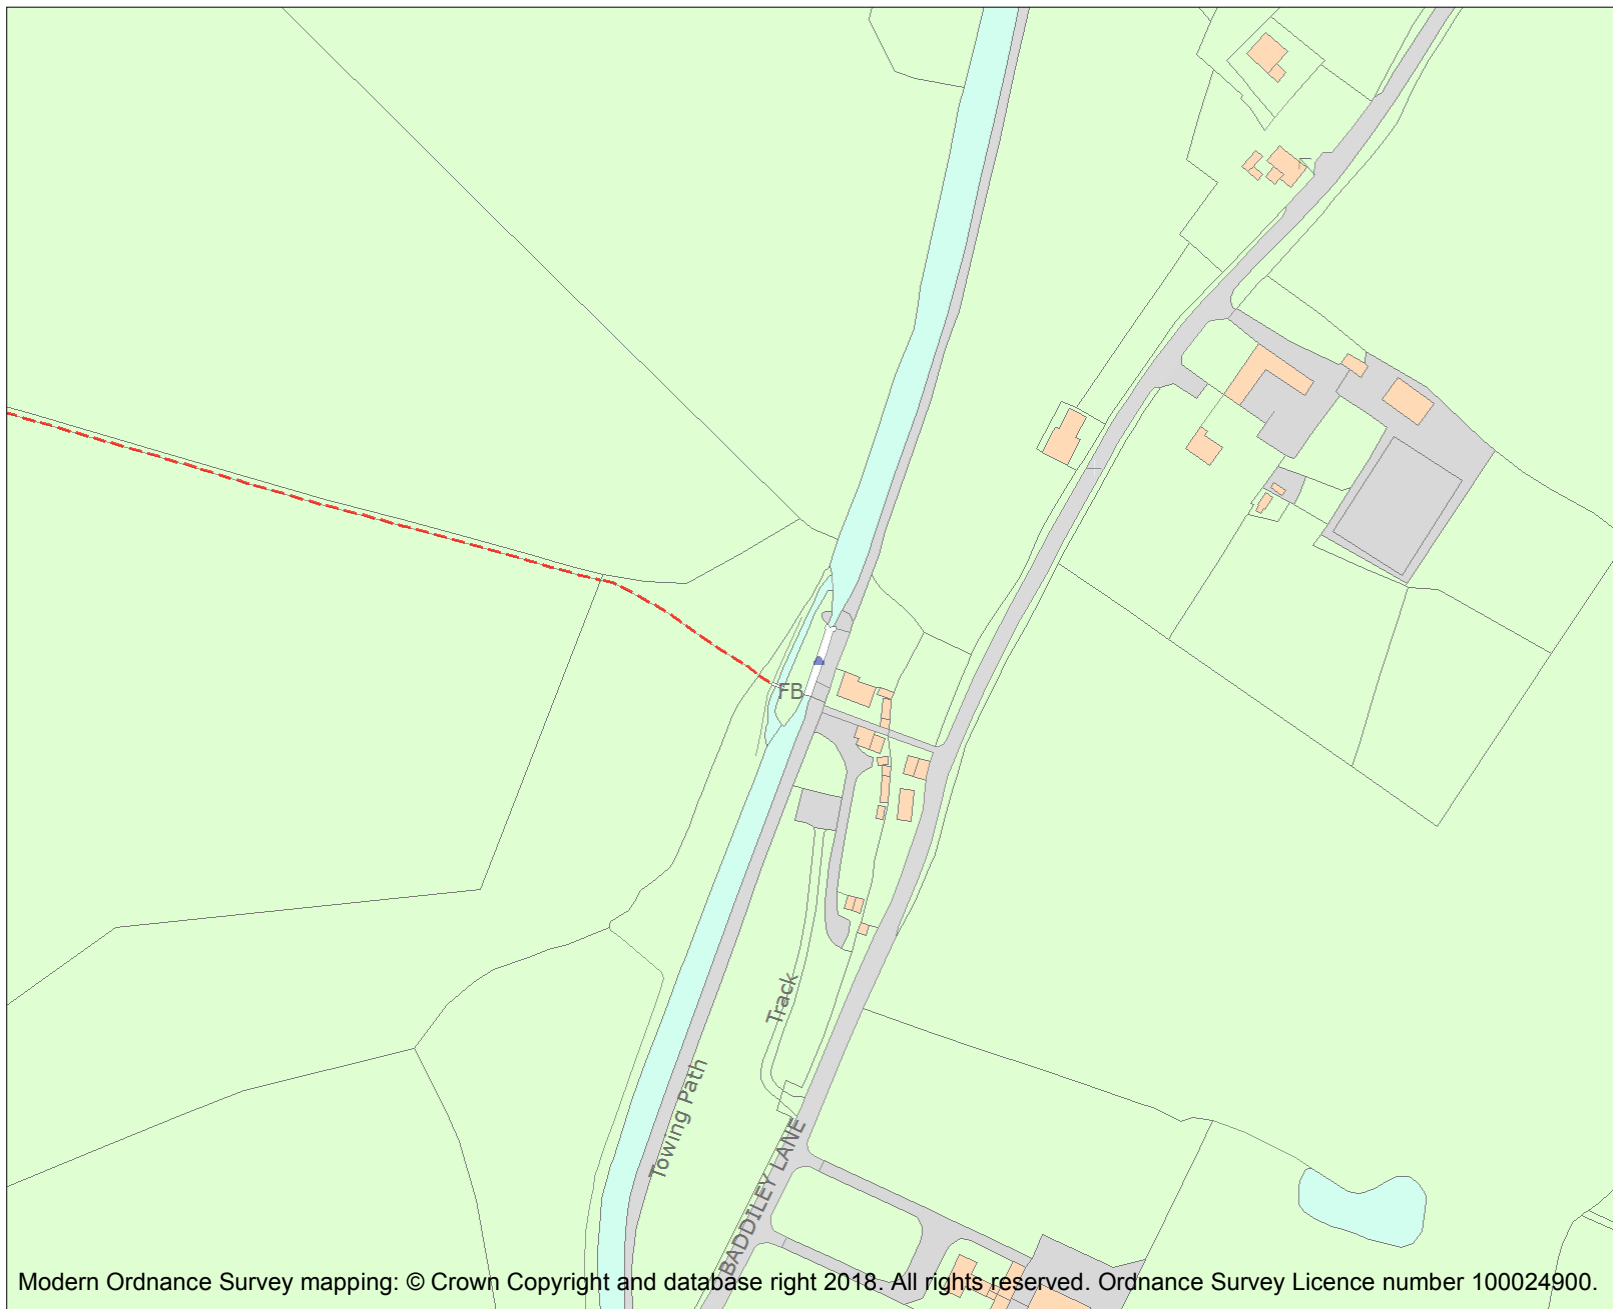 FB
Track
Towing Path
BADDILEY LANE
Modern Ordnance Survey mapping: © Crown Copyright and database right 2018. All rights reserved. Ordnance Survey Licence number 100024900.